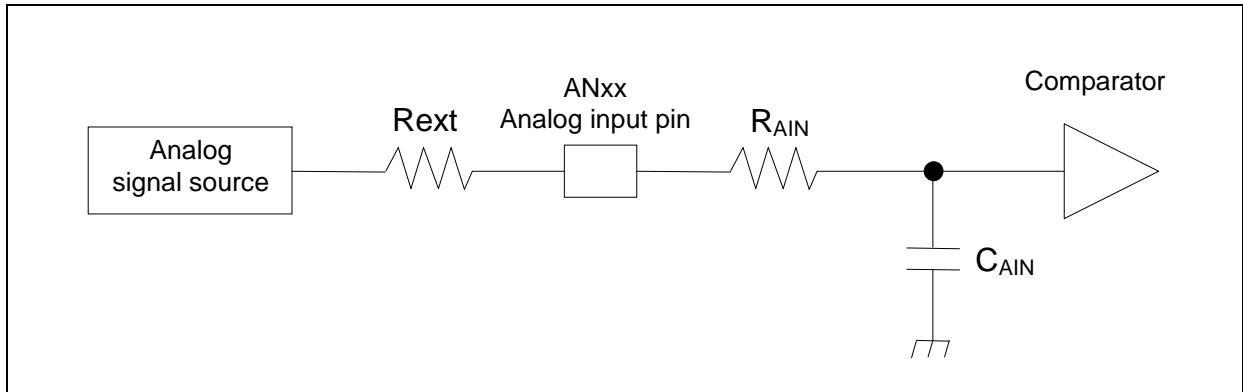 Analog
signal source
Rext
ANxx
Analog input pin
RAIN
Comparator
CAIN